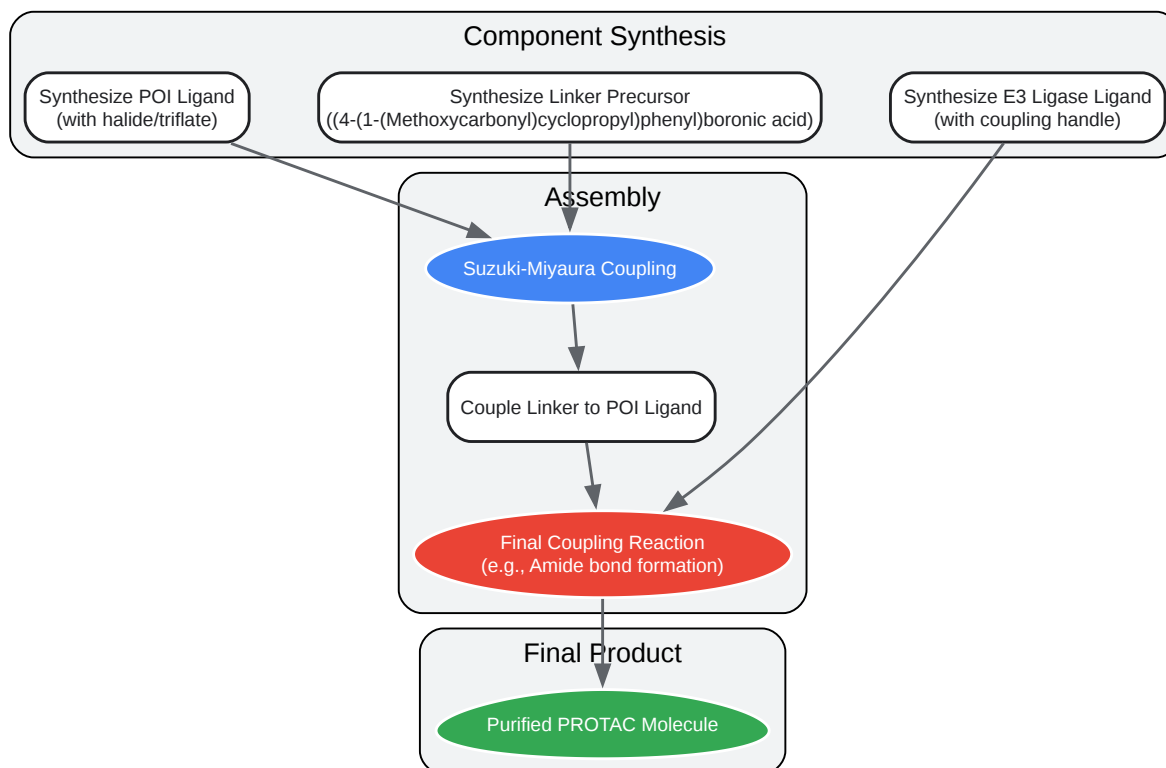 Component Synthesis
Synthesize POI Ligand
(with halide/triflate)
Synthesize Linker Precursor
((4-(1-(Methoxycarbonyl)cyclopropyl)phenyl)boronic acid)
Synthesize E3 Ligase Ligand
(with coupling handle)
Assembly
Suzuki-Miyaura Coupling
Couple Linker to POI Ligand
Final Coupling Reaction
(e.g., Amide bond formation)
Final Product
Purified PROTAC Molecule